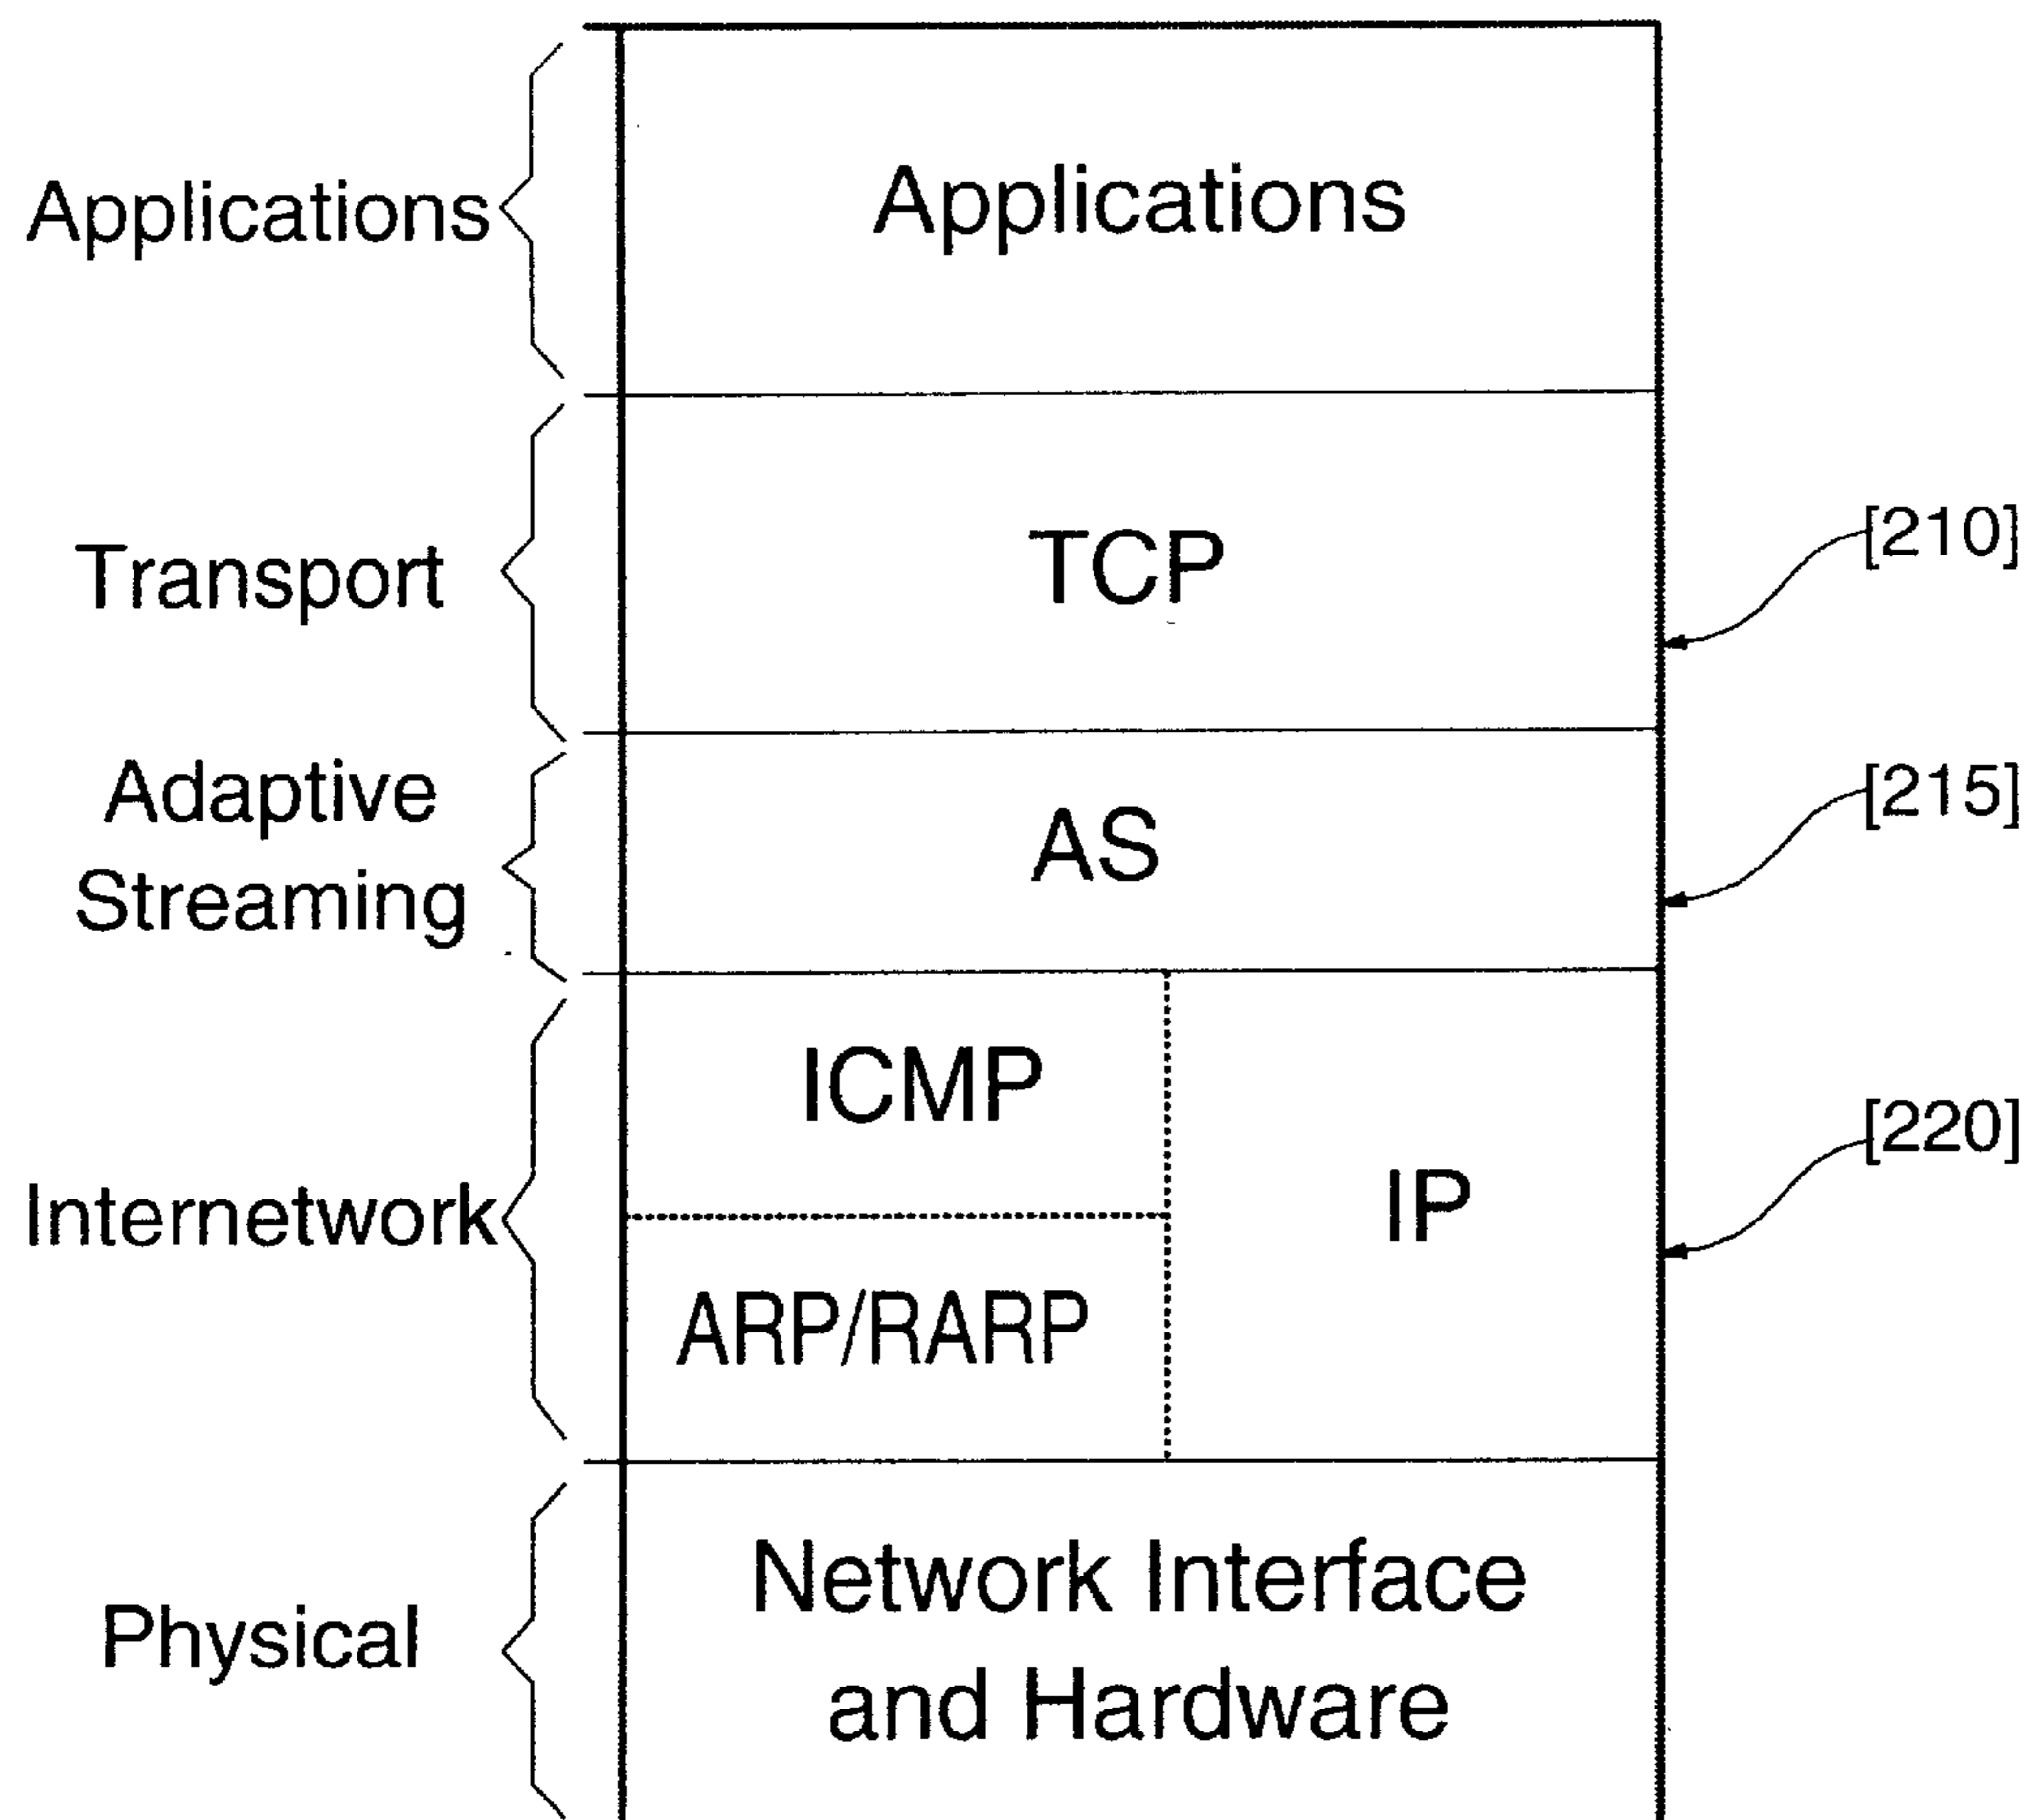 Applications
Applications
Transport
TCP
[210]
Adaptive
Streaming
AS
[215]
Internetwork
ICMP
ARP/RARP
IP
[220]
Physical
Network Interface
and Hardware